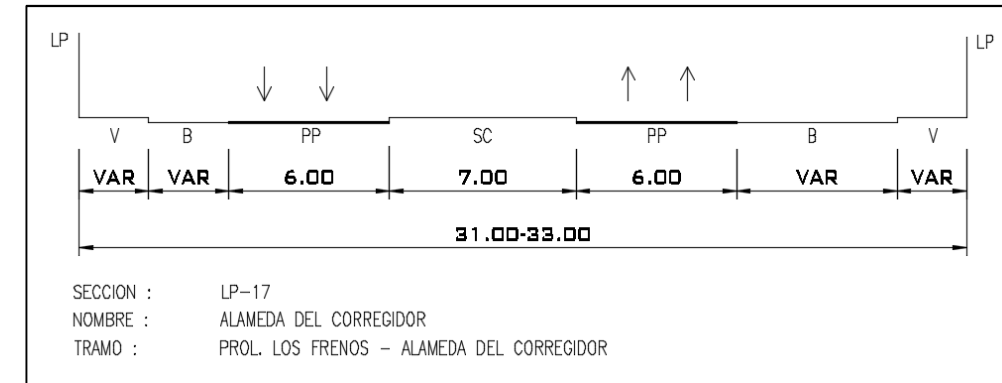 LP LP
V B PP SC PP B V
VAR VAR 6.00 7.00 6.00 VAR VAR
31.00-33.00
SECCION : LP-17
NOMBRE : ALAMEDA DEL CORREGIDOR
TRAMO : PROL. LOS FRENOS - ALAMEDA DEL CORREGIDOR